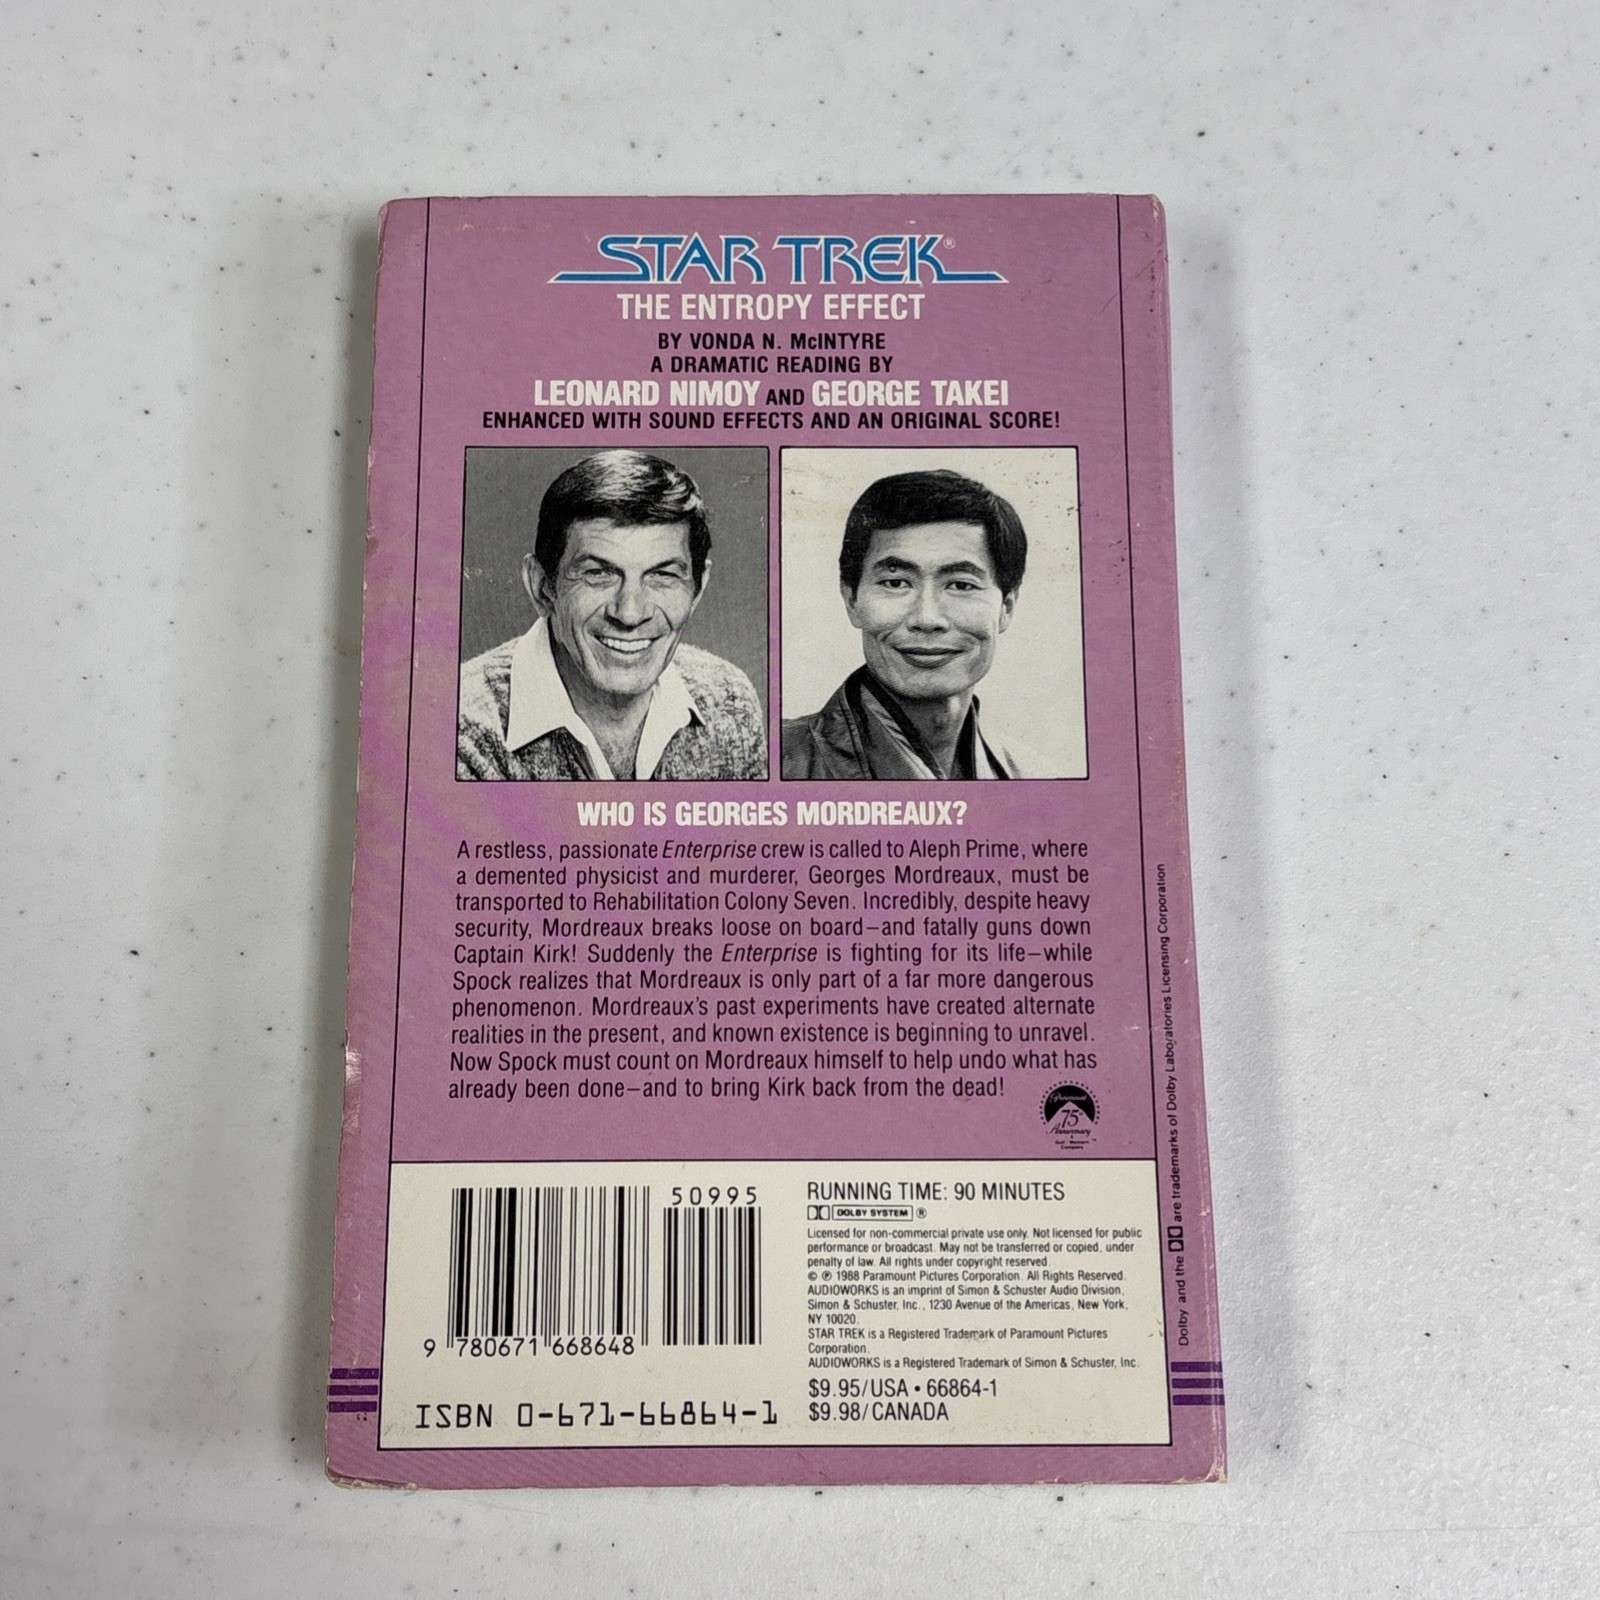 STAR TREK®
THE ENTROPY EFFECT
BY VONDA N. McINTYRE
A DRAMATIC READING BY
LEONARD NIMOY AND GEORGE TAKEI
ENHANCED WITH SOUND EFFECTS AND AN ORIGINAL SCORE!
WHO IS GEORGES MORDREAUX?
A restless, passionate Enterprise crew is called to Aleph Prime, where
a demented physicist and murderer, Georges Mordreaux, must be
transported to Rehabilitation Colony Seven. Incredibly, despite heavy
security, Mordreaux breaks loose on board—and fatally guns down
Captain Kirk! Suddenly the Enterprise is fighting for its life—while
Spock realizes that Mordreaux is only part of a far more dangerous
phenomenon. Mordreaux's past experiments have created alternate
realities in the present, and known existence is beginning to unravel.
Now Spock must count on Mordreaux himself to help undo what has
already been done—and to bring Kirk back from the dead!
Paramount
75th
Anniversary
A
Gulf + Western
Company
™
50995
9 780671 668648
ISBN 0-671-66864-1
RUNNING TIME: 90 MINUTES
DOLBY SYSTEM ®
Licensed for non-commercial private use only. Not licensed for public
performance or broadcast. May not be transferred or copied, under
penalty of law. All rights under copyright reserved.
© ℗ 1988 Paramount Pictures Corporation. All Rights Reserved.
AUDIOWORKS is an imprint of Simon & Schuster Audio Division,
Simon & Schuster, Inc., 1230 Avenue of the Americas, New York,
NY 10020.
STAR TREK is a Registered Trademark of Paramount Pictures
Corporation.
AUDIOWORKS is a Registered Trademark of Simon & Schuster, Inc.
$9.95/USA • 66864-1
$9.98/CANADA
Dolby and the are trademarks of Dolby Laboratories Licensing Corporation